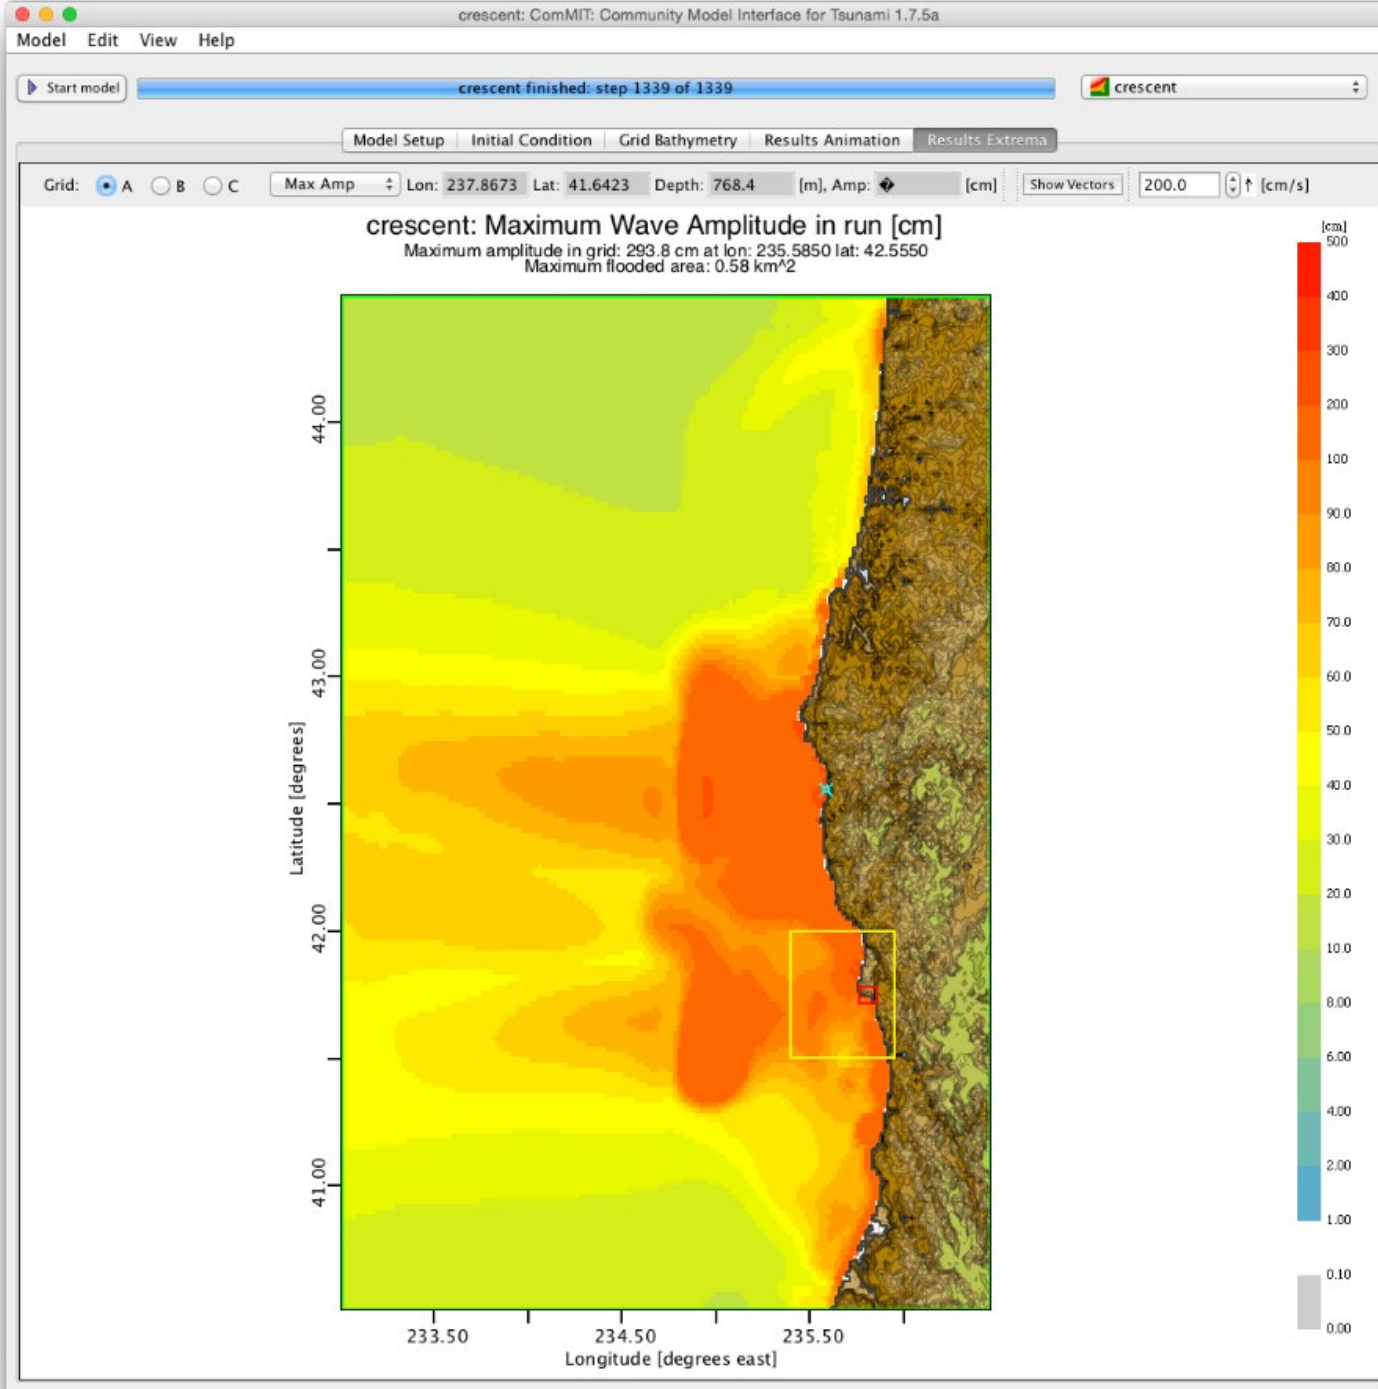 crescent: ComMIT: Community Model Interface for Tsunami 1.7.5a
Model Edit View Help
Start model
crescent finished: step 1339 of 1339
crescent
Model Setup Initial Condition Grid Bathymetry Results Animation Results Extrema
Grid: A B C Max Amp Lon: 237.8673 Lat: 41.6423 Depth: 768.4 [m], Amp: � [cm] Show Vectors 200.0 ↑ [cm/s]
crescent: Maximum Wave Amplitude in run [cm]
Maximum amplitude in grid: 293.8 cm at lon: 235.5850 lat: 42.5550
Maximum flooded area: 0.58 km^2
Latitude [degrees]
44.00
43.00
42.00
41.00
233.50 234.50 235.50
Longitude [degrees east]
[cm]
500
400
300
200
100
90.0
80.0
70.0
60.0
50.0
40.0
30.0
20.0
10.0
8.00
6.00
4.00
2.00
1.00
0.10
0.00